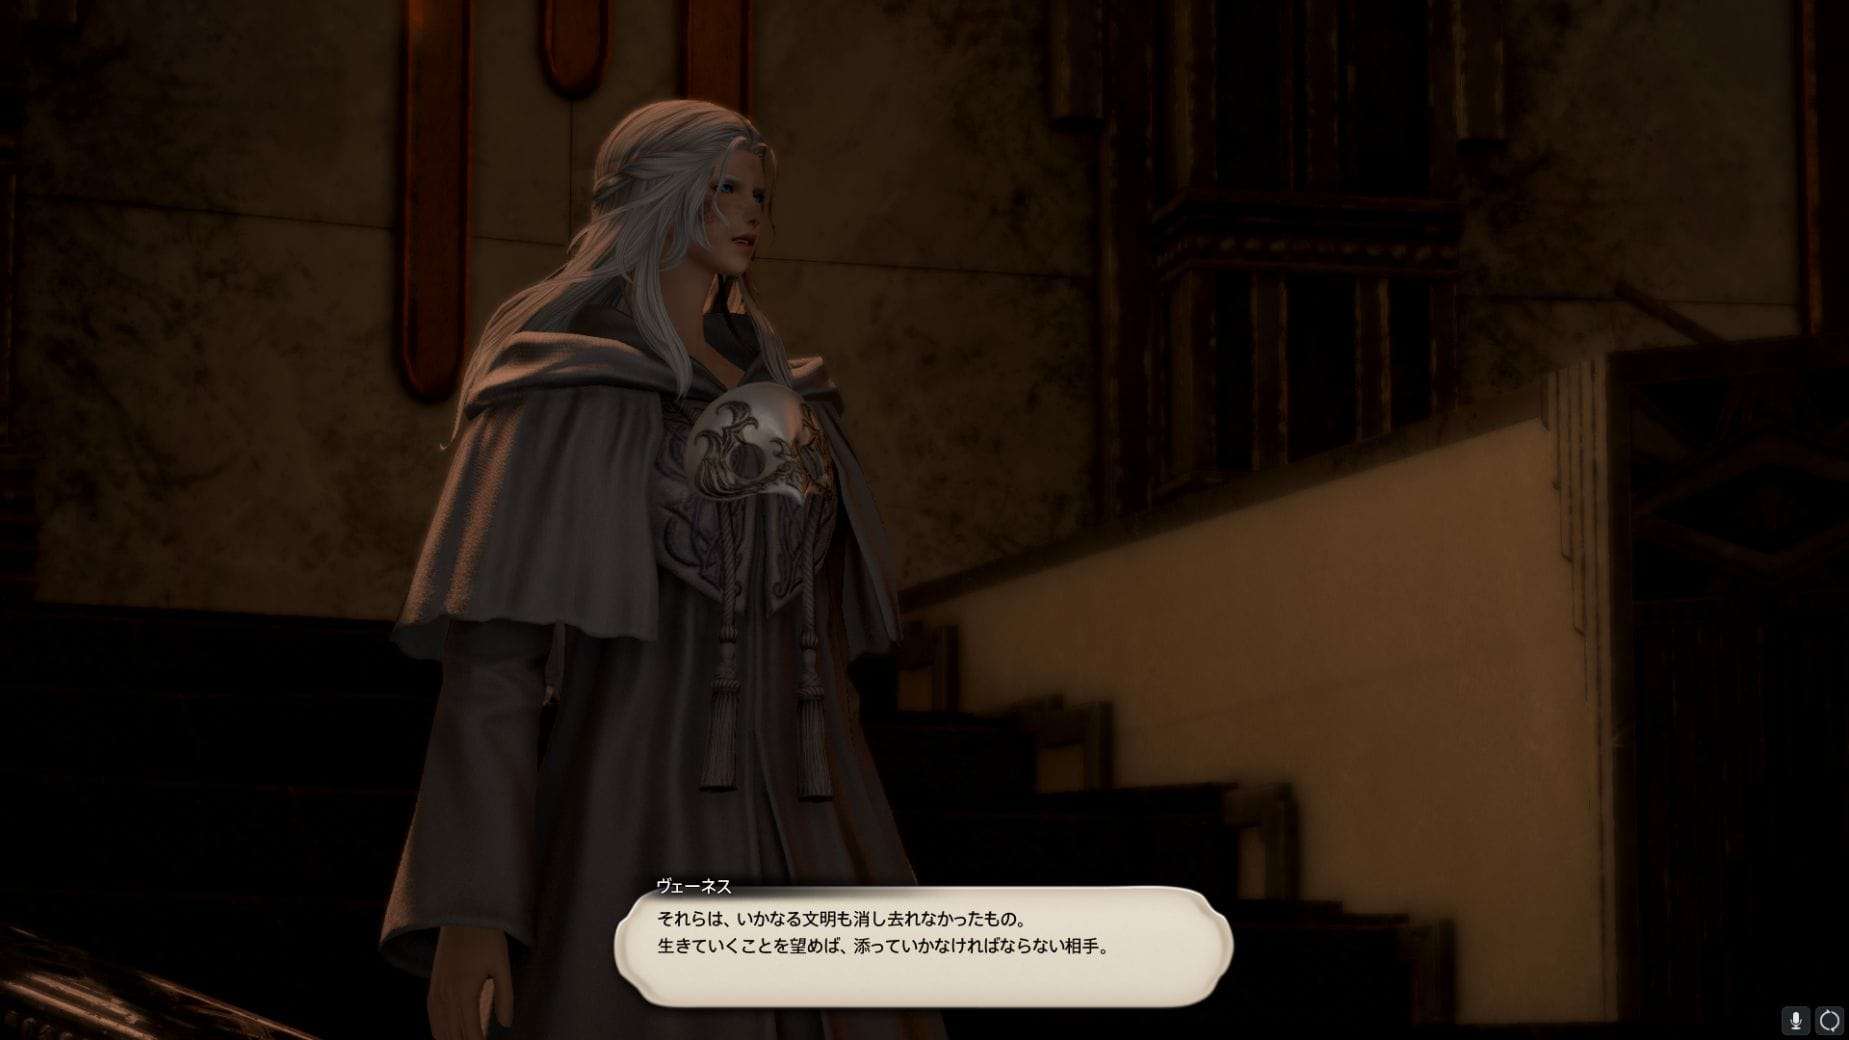 ヴェーネス
それらは、いかなる文明も消し去れなかったもの。
生きていくことを望めば、添っていかなければならない相手。